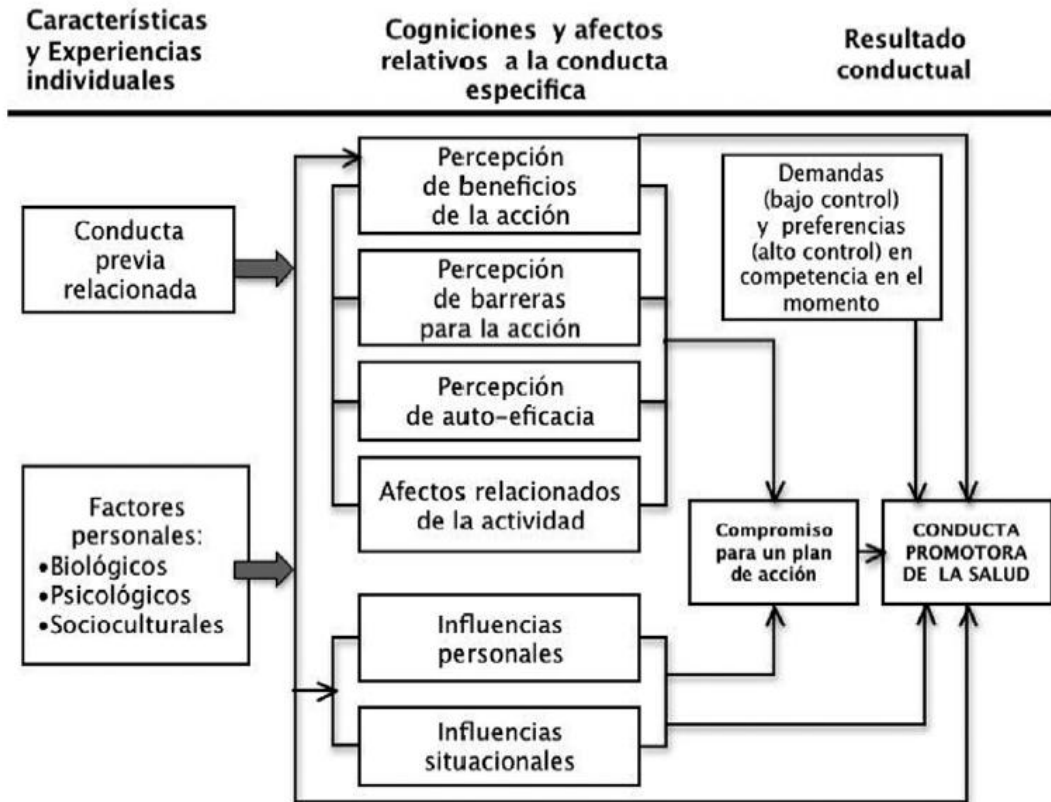 Características
y Experiencias
individuales
Cogniciones y afectos
relativos a la conducta
especifica
Resultado
conductual
Conducta
previa
relacionada
Factores
personales:
•Biológicos
•Psicológicos
•Socioculturales
Percepción
de beneficios
de la acción
Percepción
de barreras
para la acción
Percepción
de auto-eficacia
Afectos relacionados
de la actividad
Influencias
personales
Influencias
situacionales
Demandas
(bajo control)
y preferencias
(alto control) en
competencia en el
momento
Compromiso
para un plan
de acción
CONDUCTA
PROMOTORA
DE LA SALUD